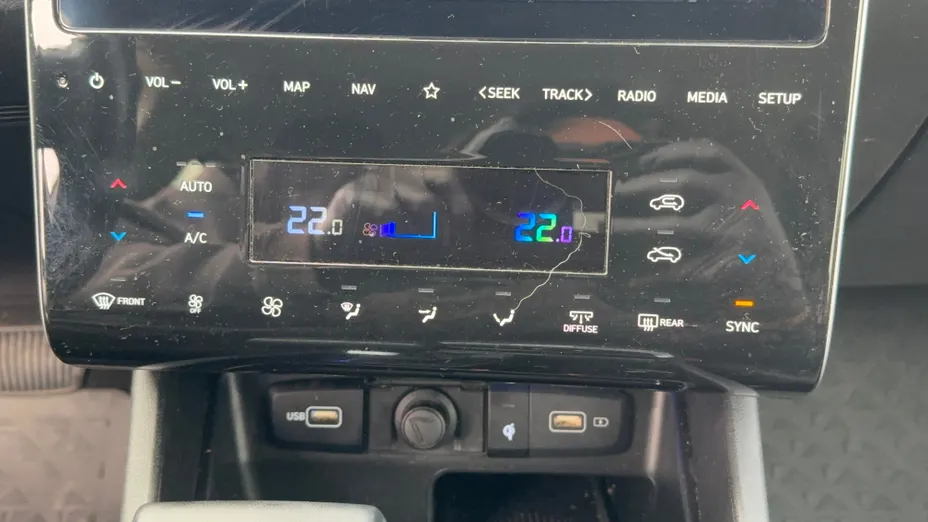 VOL− VOL+ MAP NAV <SEEK TRACK> RADIO MEDIA SETUP
AUTO
22.0 22.0
A/C
FRONT OFF DIFFUSE REAR SYNC
USB